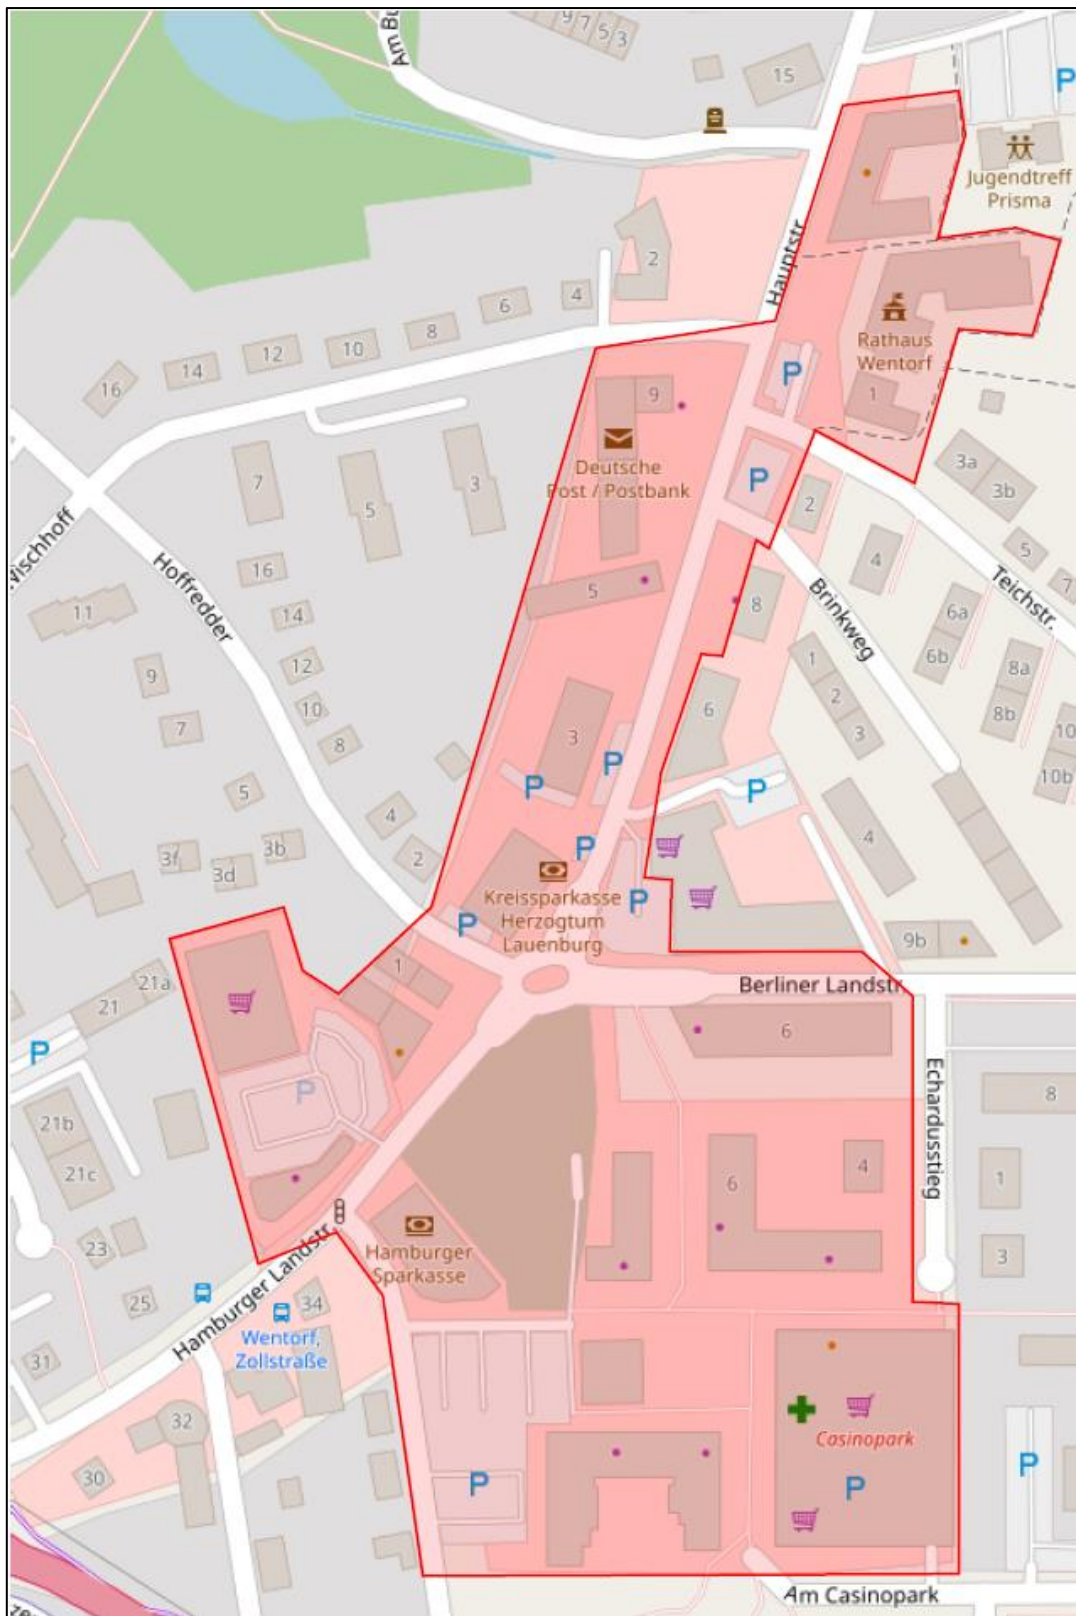 9 7 5 3
Am Bu
15
P
Jugendtreff
Prisma
2
Hauptstr.
4
6
8
10
12
14
16
Rathaus
Wentorf
1
P
9
Deutsche
Post / Postbank
P
2
3a
3b
7
5
3
4
5
7
Wischhoff
Hoffredder
16
5
8
Brinkweg
Teichstr.
11
14
6a
6b
1
2
3
8a
8b
12
9
10
7
8
6
10
10b
3
P
P
P
5
4
4
2
P
3f
3d
3b
Kreissparkasse
Herzogtum
Lauenburg
P
P
9b
1
21a
21
Berliner Landstr.
6
P
P
Echardusstieg
8
21b
21c
6
4
1
23
Hamburger
Sparkasse
3
25
34
Hamburger Landstr.
Wentorf,
Zollstraße
31
32
30
Casinopark
P
P
P
Am Casinopark